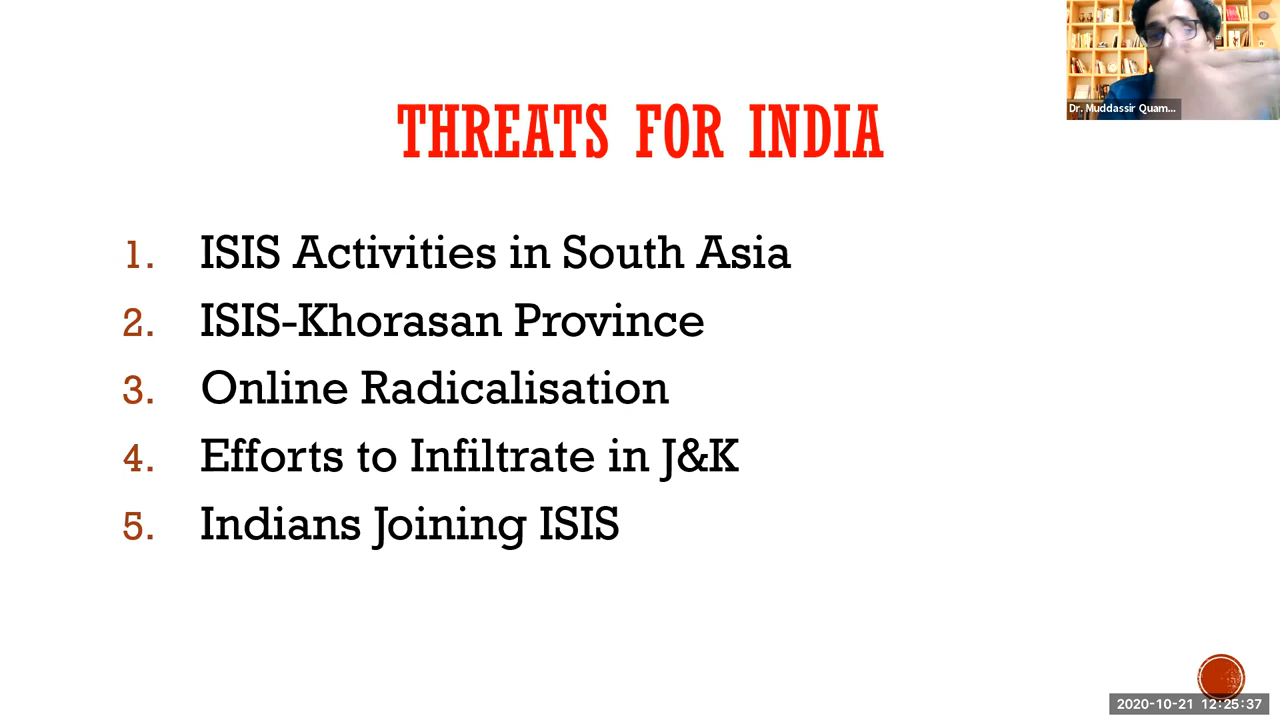 Dr. Muddassir Quam...
THREATS FOR INDIA
1. ISIS Activities in South Asia
2. ISIS-Khorasan Province
3. Online Radicalisation
4. Efforts to Infiltrate in J&K
5. Indians Joining ISIS
2020-10-21 12:25:37